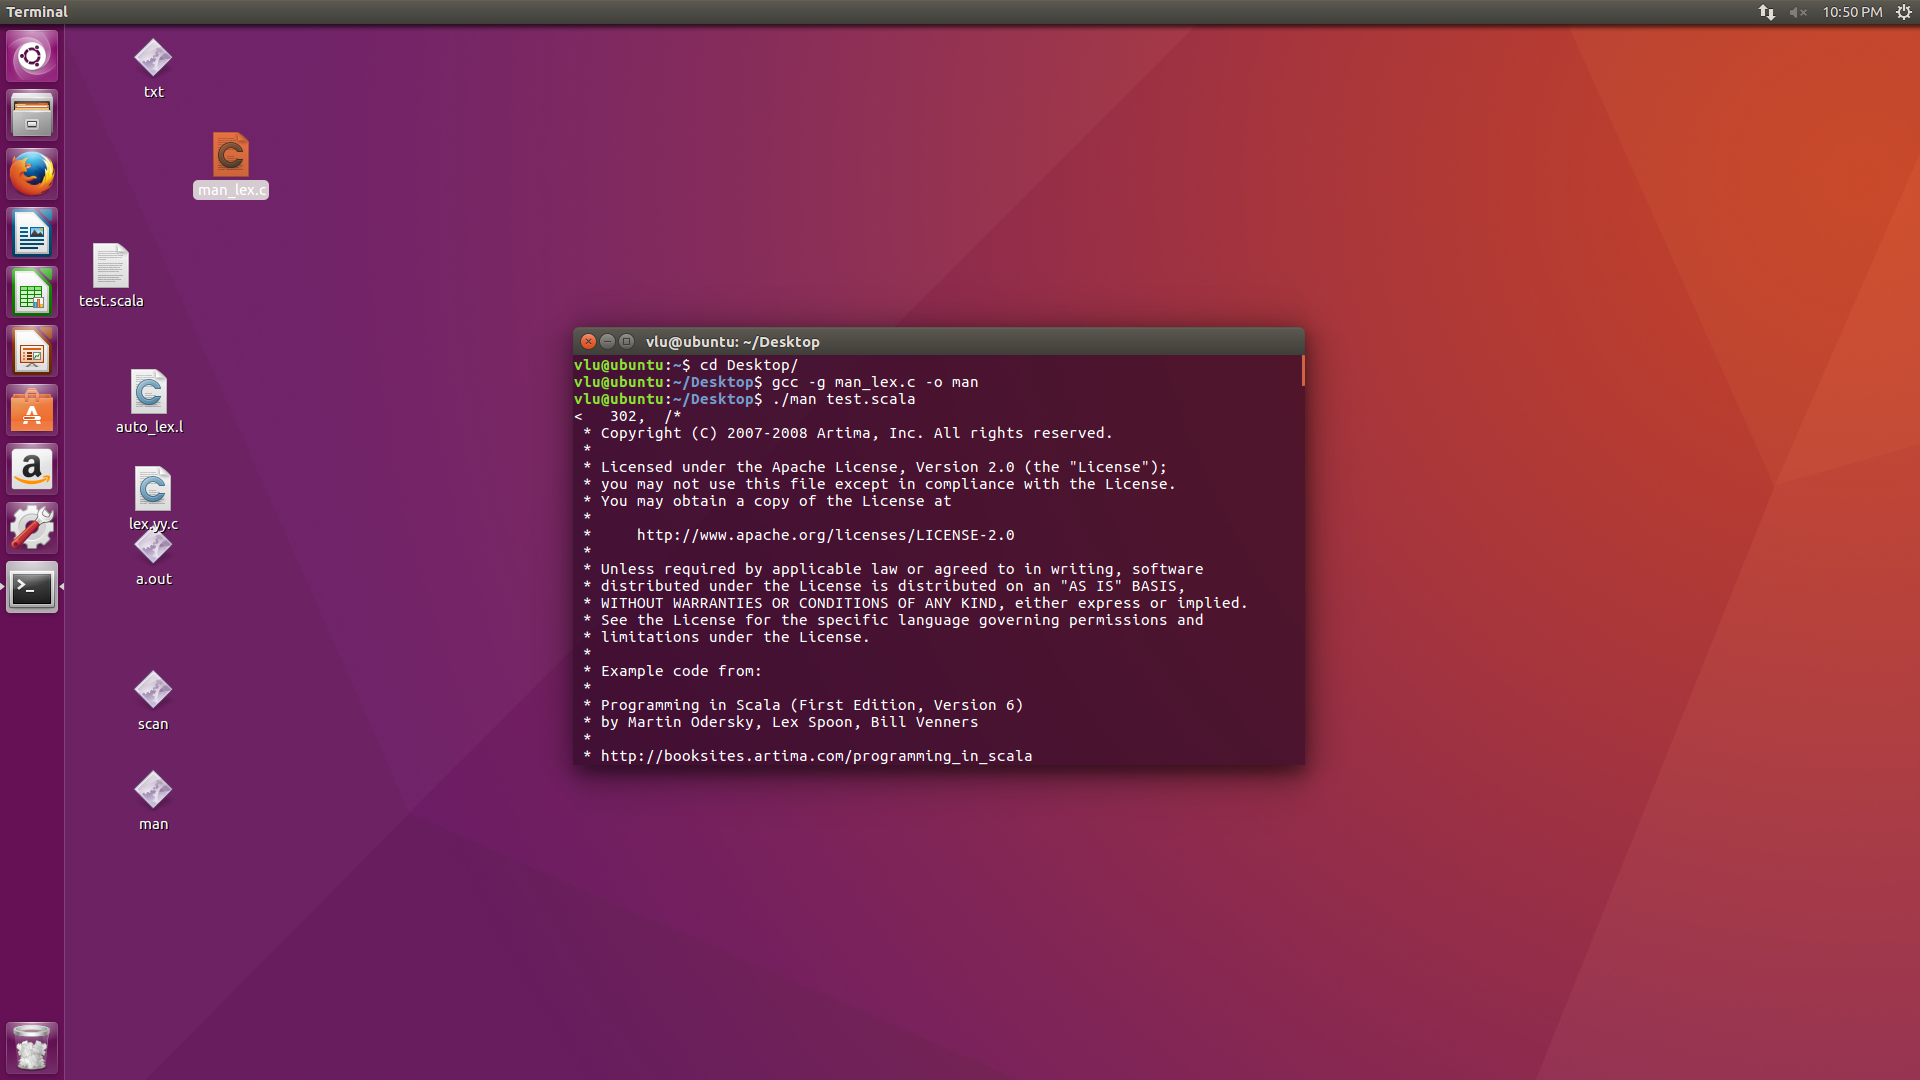 Terminal
10:50 PM
txt
man_lex.c
test.scala
auto_lex.l
lex.yy.c
a.out
scan
man
vlu@ubuntu: ~/Desktop
vlu@ubuntu:~$ cd Desktop/
vlu@ubuntu:~/Desktop$ gcc -g man_lex.c -o man
vlu@ubuntu:~/Desktop$ ./man test.scala
<   302,  /*
 * Copyright (C) 2007-2008 Artima, Inc. All rights reserved.
 *
 * Licensed under the Apache License, Version 2.0 (the "License");
 * you may not use this file except in compliance with the License.
 * You may obtain a copy of the License at
 *
 *     http://www.apache.org/licenses/LICENSE-2.0
 *
 * Unless required by applicable law or agreed to in writing, software
 * distributed under the License is distributed on an "AS IS" BASIS,
 * WITHOUT WARRANTIES OR CONDITIONS OF ANY KIND, either express or implied.
 * See the License for the specific language governing permissions and
 * limitations under the License.
 *
 * Example code from:
 *
 * Programming in Scala (First Edition, Version 6)
 * by Martin Odersky, Lex Spoon, Bill Venners
 *
 * http://booksites.artima.com/programming_in_scala